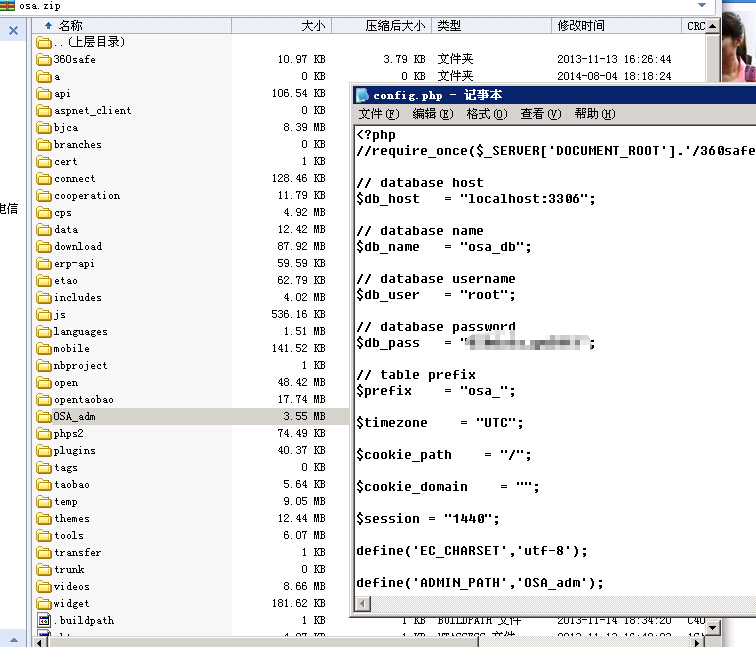 osa.zip
名称 大小 压缩后大小 类型 修改时间 CRC
..(上层目录)
360safe 10.97 KB 3.79 KB 文件夹 2013-11-13 16:26:44
a 0 KB 0 KB 文件夹 2014-08-04 18:18:24
api 106.54 KB
aspnet_client 0 KB
bjca 8.39 MB
branches 0 KB
cert 1 KB
connect 128.46 KB
cooperation 11.79 KB
电信
cps 4.92 MB
data 12.42 MB
download 87.92 MB
erp-api 59.59 KB
etao 62.79 KB
includes 4.02 MB
js 536.16 KB
languages 1.51 MB
mobile 141.52 KB
nbproject 1 KB
open 48.42 MB
opentaobao 17.74 MB
OSA_adm 3.55 MB
phps2 74.49 KB
plugins 40.37 KB
tags 0 KB
taobao 5.64 KB
temp 9.05 MB
themes 12.44 MB
tools 6.07 MB
transfer 1 KB
trunk 0 KB
videos 8.66 MB
widget 181.62 KB
.buildpath 1 KB 1 KB BUILDPATH 文件 2013-11-14 18:34:20
config.php - 记事本
文件(F) 编辑(E) 格式(O) 查看(V) 帮助(H)
<?php
//require_once($_SERVER['DOCUMENT_ROOT'].'/360safe
// database host
$db_host = "localhost:3306";
// database name
$db_name = "osa_db";
// database username
$db_user = "root";
// database password
$db_pass = "";
// table prefix
$prefix = "osa_";
$timezone = "UTC";
$cookie_path = "/";
$cookie_domain = "";
$session = "1440";
define('EC_CHARSET','utf-8');
define('ADMIN_PATH','OSA_adm');